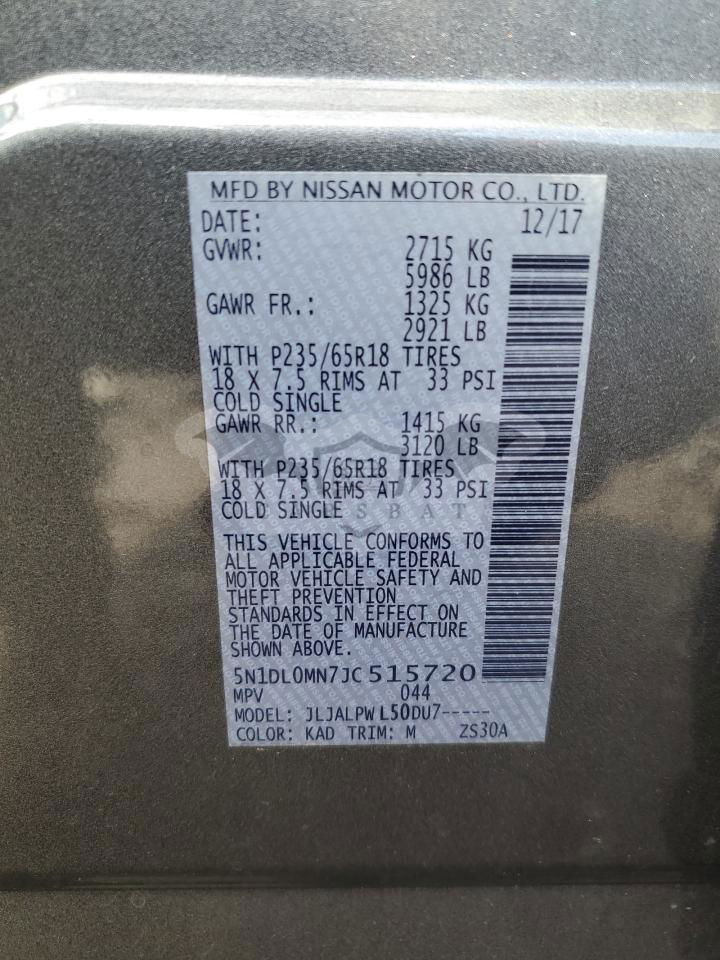 MFD BY NISSAN MOTOR CO., LTD.
DATE: 12/17
GVWR: 2715 KG
5986 LB
GAWR FR.: 1325 KG
2921 LB
WITH P235/65R18 TIRES
18 X 7.5 RIMS AT 33 PSI
COLD SINGLE
GAWR RR.: 1415 KG
3120 LB
WITH P235/65R18 TIRES
18 X 7.5 RIMS AT 33 PSI
COLD SINGLE
THIS VEHICLE CONFORMS TO
ALL APPLICABLE FEDERAL
MOTOR VEHICLE SAFETY AND
THEFT PREVENTION
STANDARDS IN EFFECT ON
THE DATE OF MANUFACTURE
SHOWN ABOVE.
5N1DL0MN7JC515720
MPV 044
MODEL: JLJALPWL50DU7-----
COLOR: KAD TRIM: M ZS30A